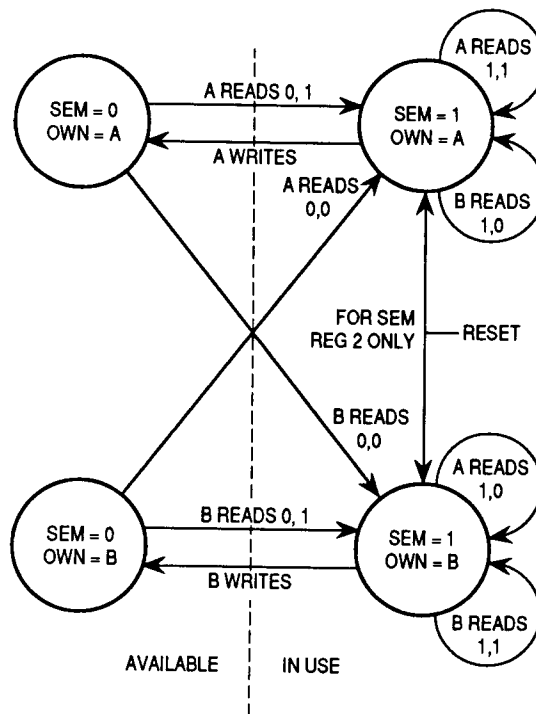 A READS
1,1
SEM = 0
OWN = A
A READS 0, 1
SEM = 1
OWN = A
A WRITES
A READS
0,0
B READS
1,0
FOR SEM
REG 2 ONLY
RESET
B READS
0,0
A READS
1,0
SEM = 0
OWN = B
B READS 0, 1
SEM = 1
OWN = B
B WRITES
B READS
1,1
AVAILABLE
IN USE